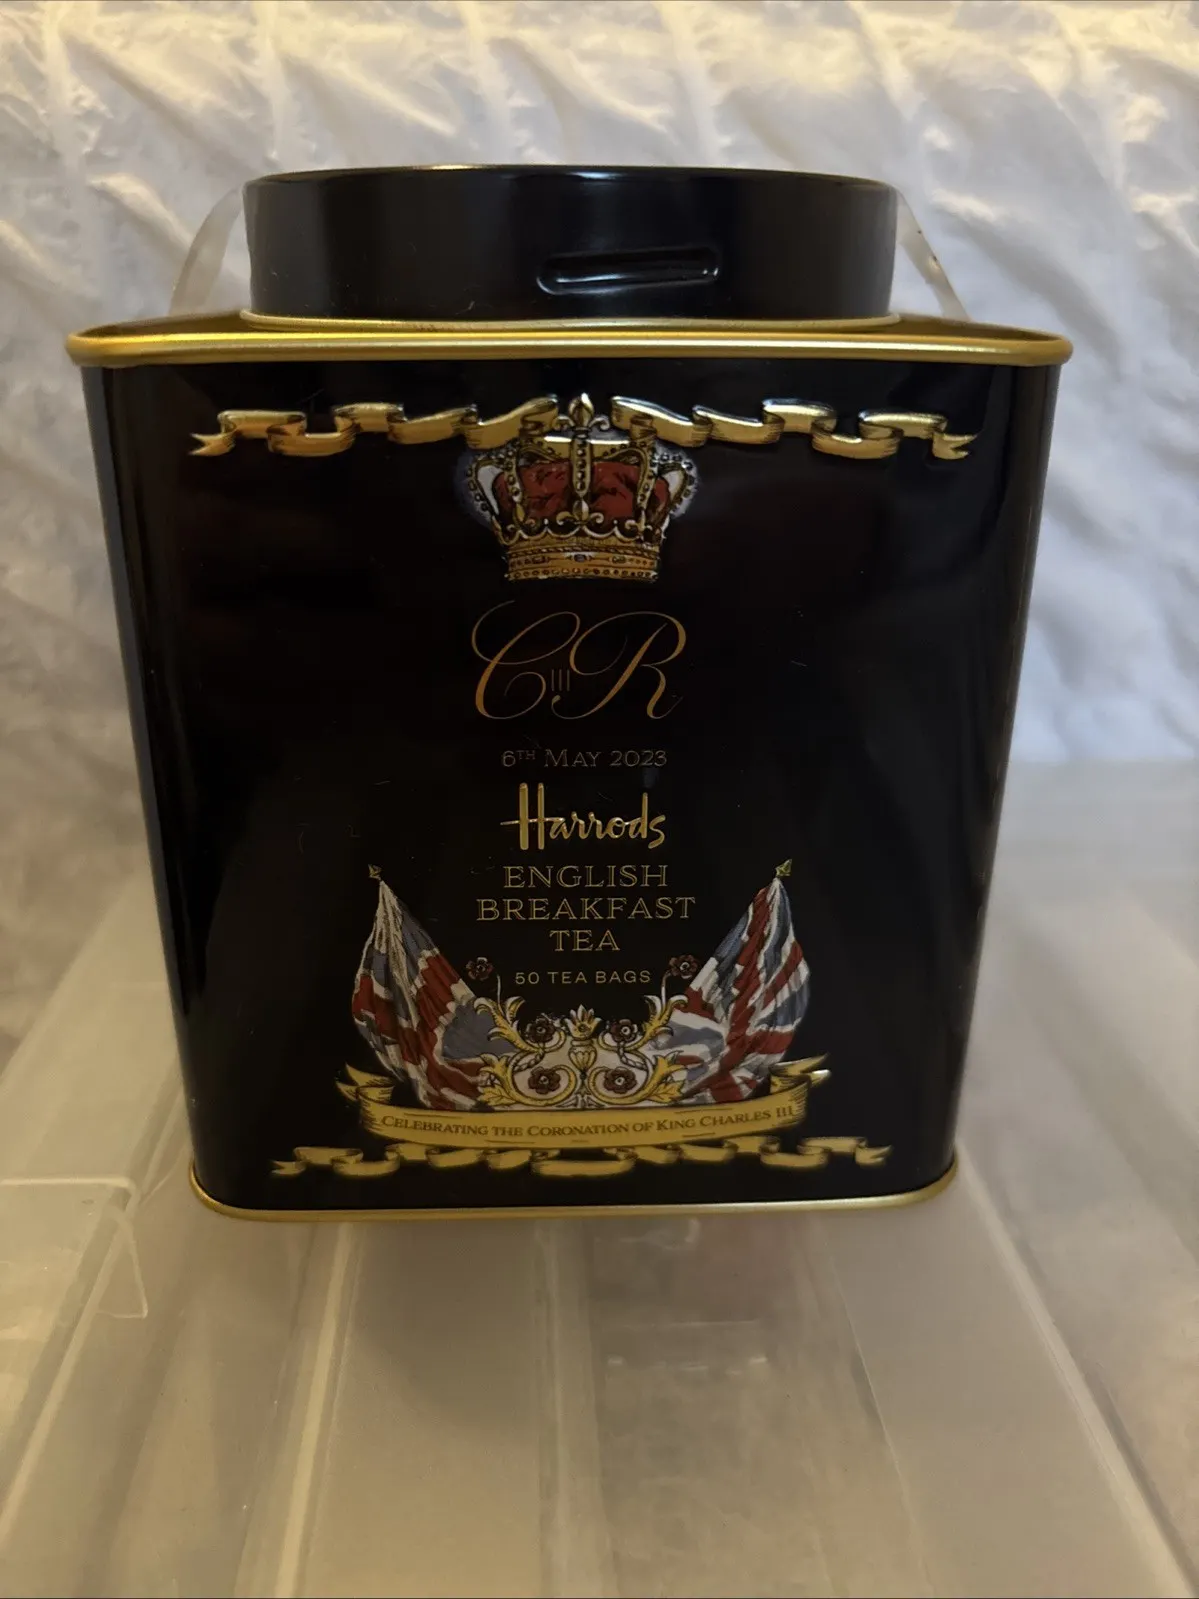 CIIIR
6TH MAY 2023
Harrods
ENGLISH
BREAKFAST
TEA
50 TEA BAGS
CELEBRATING THE CORONATION OF KING CHARLES III